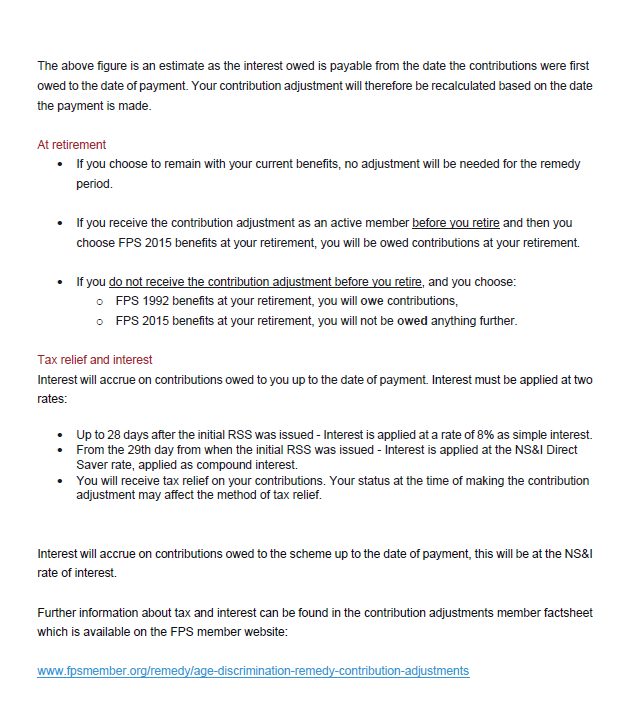 The above figure is an estimate as the interest owed is payable from the date the contributions were first
owed to the date of payment. Your contribution adjustment will therefore be recalculated based on the date
the payment is made.
At retirement
• If you choose to remain with your current benefits, no adjustment will be needed for the remedy
period.
• If you receive the contribution adjustment as an active member before you retire and then you
choose FPS 2015 benefits at your retirement, you will be owed contributions at your retirement.
• If you do not receive the contribution adjustment before you retire, and you choose:
o FPS 1992 benefits at your retirement, you will owe contributions,
o FPS 2015 benefits at your retirement, you will not be owed anything further.
Tax relief and interest
Interest will accrue on contributions owed to you up to the date of payment. Interest must be applied at two
rates:
• Up to 28 days after the initial RSS was issued - Interest is applied at a rate of 8% as simple interest.
• From the 29th day from when the initial RSS was issued - Interest is applied at the NS&I Direct
Saver rate, applied as compound interest.
• You will receive tax relief on your contributions. Your status at the time of making the contribution
adjustment may affect the method of tax relief.
Interest will accrue on contributions owed to the scheme up to the date of payment, this will be at the NS&I
rate of interest.
Further information about tax and interest can be found in the contribution adjustments member factsheet
which is available on the FPS member website:
www.fpsmember.org/remedy/age-discrimination-remedy-contribution-adjustments